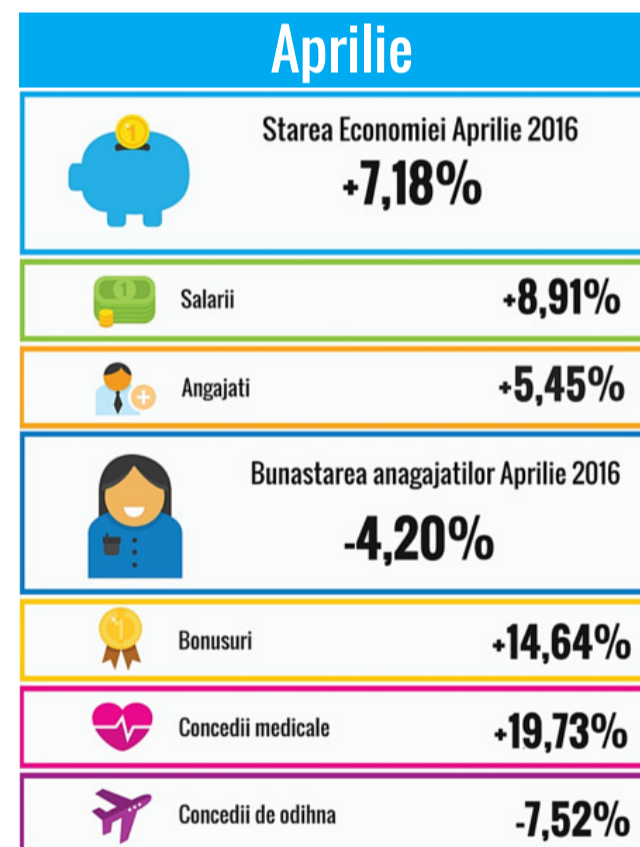 Aprilie
Starea Economiei Aprilie 2016
+7,18%
Salarii +8,91%
Angajati +5,45%
Bunastarea anagajatilor Aprilie 2016
-4,20%
Bonusuri +14,64%
Concedii medicale +19,73%
Concedii de odihna -7,52%